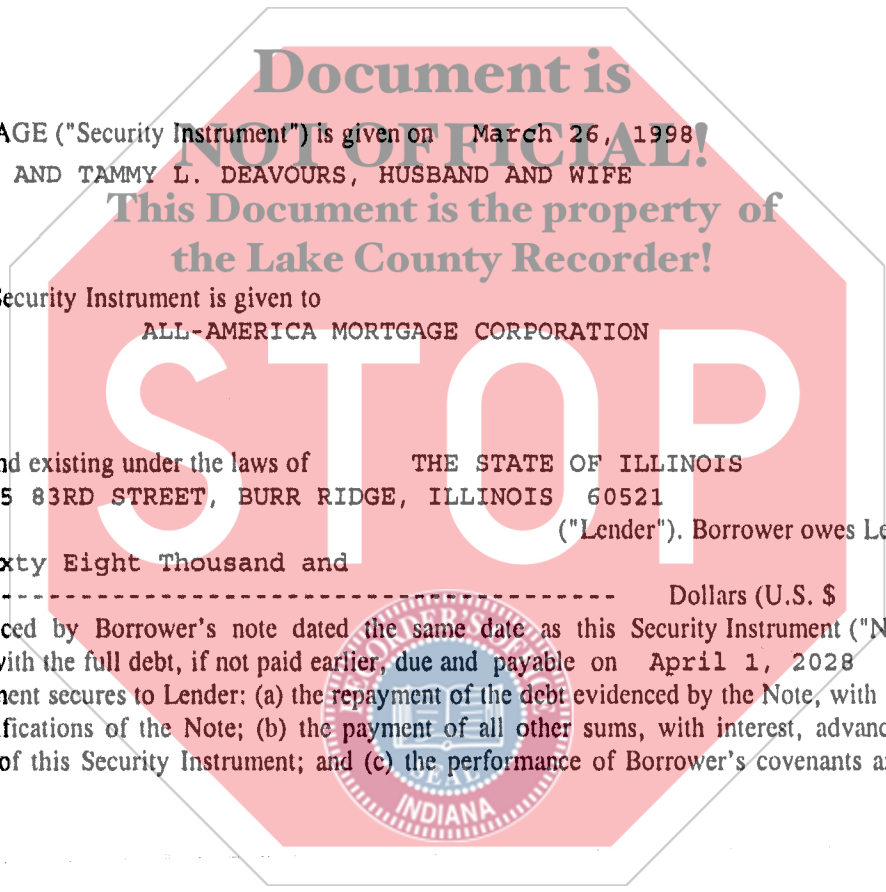 Document is
AGE ("Security Instrument") is given on March 26, 1998
NOT OFFICIAL!
AND TAMMY L. DEAVOURS, HUSBAND AND WIFE
This Document is the property of
the Lake County Recorder!
Security Instrument is given to
ALL-AMERICA MORTGAGE CORPORATION
STOP
nd existing under the laws of THE STATE OF ILLINOIS
5 83RD STREET, BURR RIDGE, ILLINOIS 60521
("Lender"). Borrower owes Le
xty Eight Thousand and
------------------------------------------------ Dollars (U.S. $
ced by Borrower's note dated the same date as this Security Instrument ("N
with the full debt, if not paid earlier, due and payable on April 1, 2028
ment secures to Lender: (a) the repayment of the debt evidenced by the Note, with
ifications of the Note; (b) the payment of all other sums, with interest, advanc
of this Security Instrument; and (c) the performance of Borrower's covenants a
SEAL
INDIANA